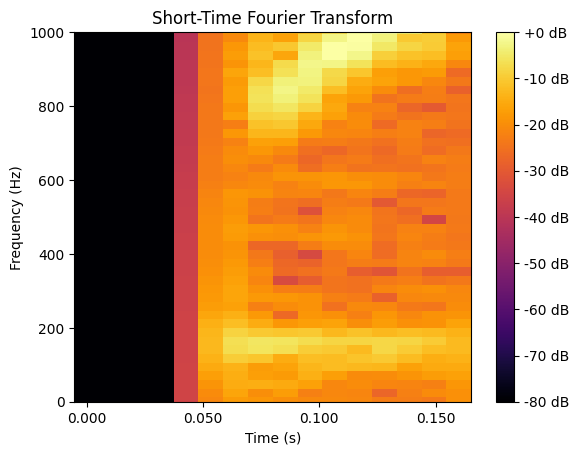 Short-Time Fourier Transform
1000
800
600
400
200
0
Frequency (Hz)
0.000
0.050
0.100
0.150
Time (s)
+0 dB
-10 dB
-20 dB
-30 dB
-40 dB
-50 dB
-60 dB
-70 dB
-80 dB